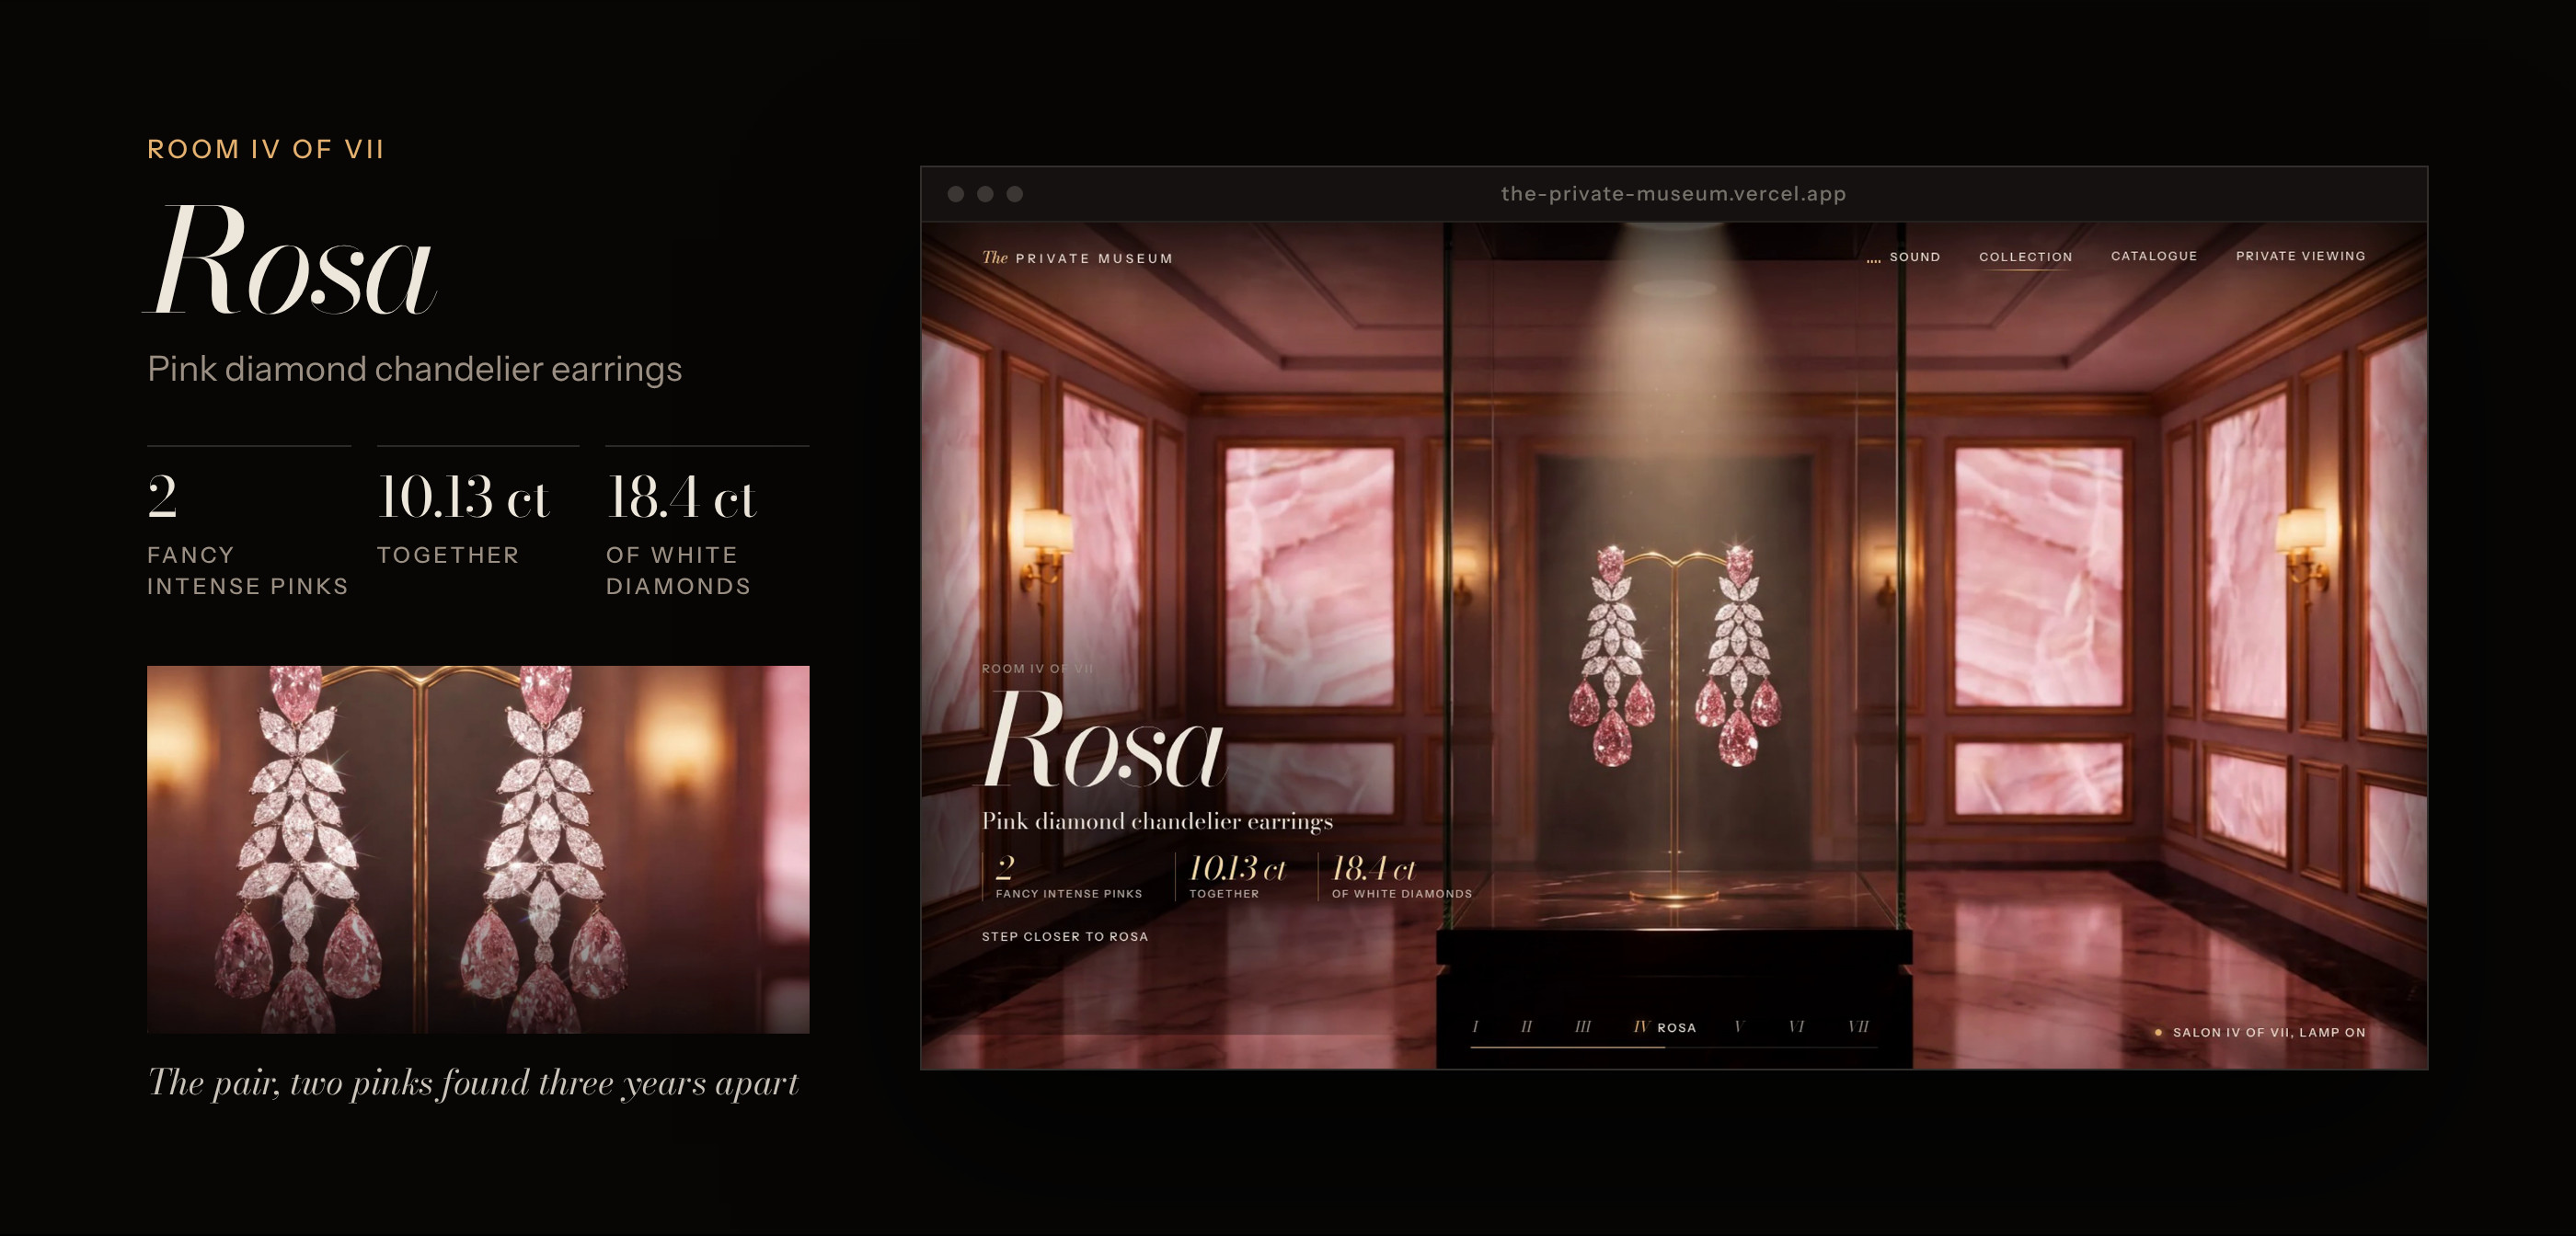 ROOM IV OF VII
Rosa
Pink diamond chandelier earrings
2
FANCY
INTENSE PINKS
10.13 ct
TOGETHER
18.4 ct
OF WHITE
DIAMONDS
The pair, two pinks found three years apart
the-private-museum.vercel.app
The PRIVATE MUSEUM
SOUND COLLECTION CATALOGUE PRIVATE VIEWING
ROOM IV OF VII
Rosa
Pink diamond chandelier earrings
2 10.13 ct 18.4 ct
FANCY INTENSE PINKS TOGETHER OF WHITE DIAMONDS
STEP CLOSER TO ROSA
I II III IV ROSA V VI VII
SALON IV OF VII, LAMP ON